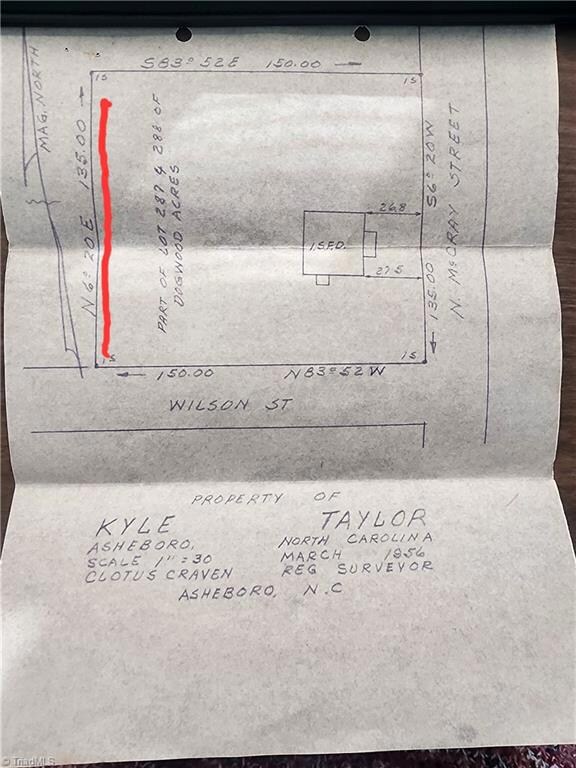 S83° 52E 150.00
IS
IS
MAG. NORTH
N6° 20E 135.00
PART OF LOT 287 & 288 OF
DOGWOOD ACRES
26.8
1.S.F.D.
27.5
135.00 S6° 20W
N. McCRAY STREET
IS
IS
150.00 N83° 52W
WILSON ST
PROPERTY OF
KYLE TAYLOR
ASHEBORO, NORTH CAROLINA
SCALE 1"=30 MARCH 1956
CLOTUS CRAVEN REG SURVEYOR
ASHEBORO, N.C
© TriadMLS